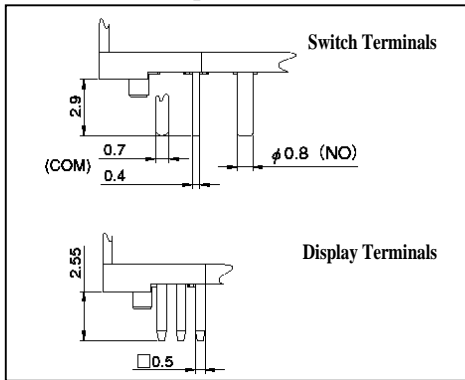 Switch Terminals
2.9
0.7
(COM)
0.4
ϕ0.8 (NO)
Display Terminals
2.55
□0.5